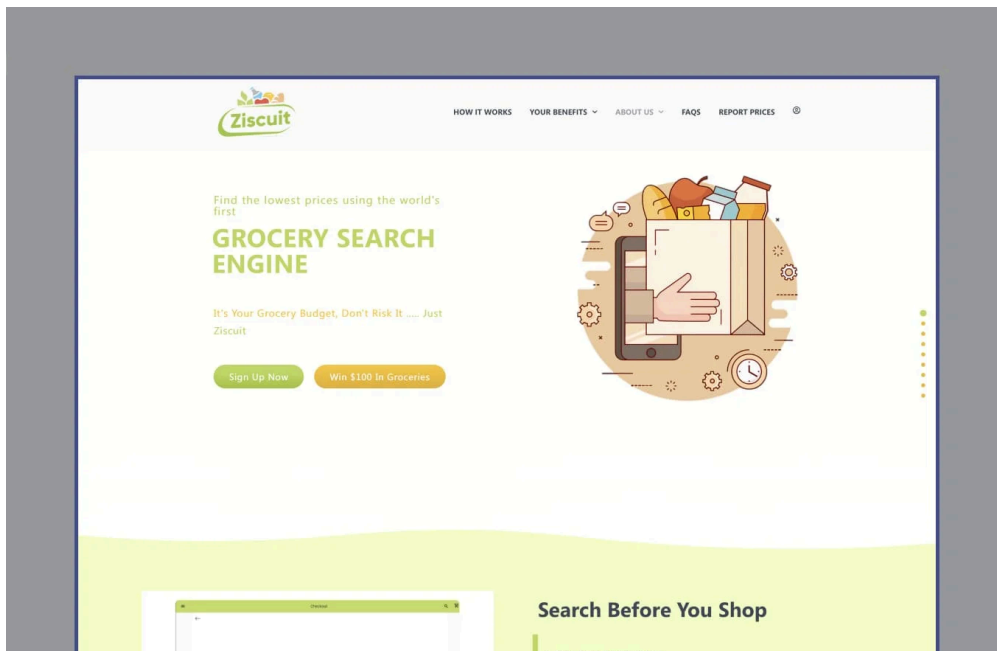 Ziscuit
HOW IT WORKS
YOUR BENEFITS
ABOUT US
FAQS
REPORT PRICES
Find the lowest prices using the world's
first
GROCERY SEARCH
ENGINE
It's Your Grocery Budget, Don't Risk It ..... Just
Ziscuit
Sign Up Now
Win $100 In Groceries
Checkout
Search Before You Shop